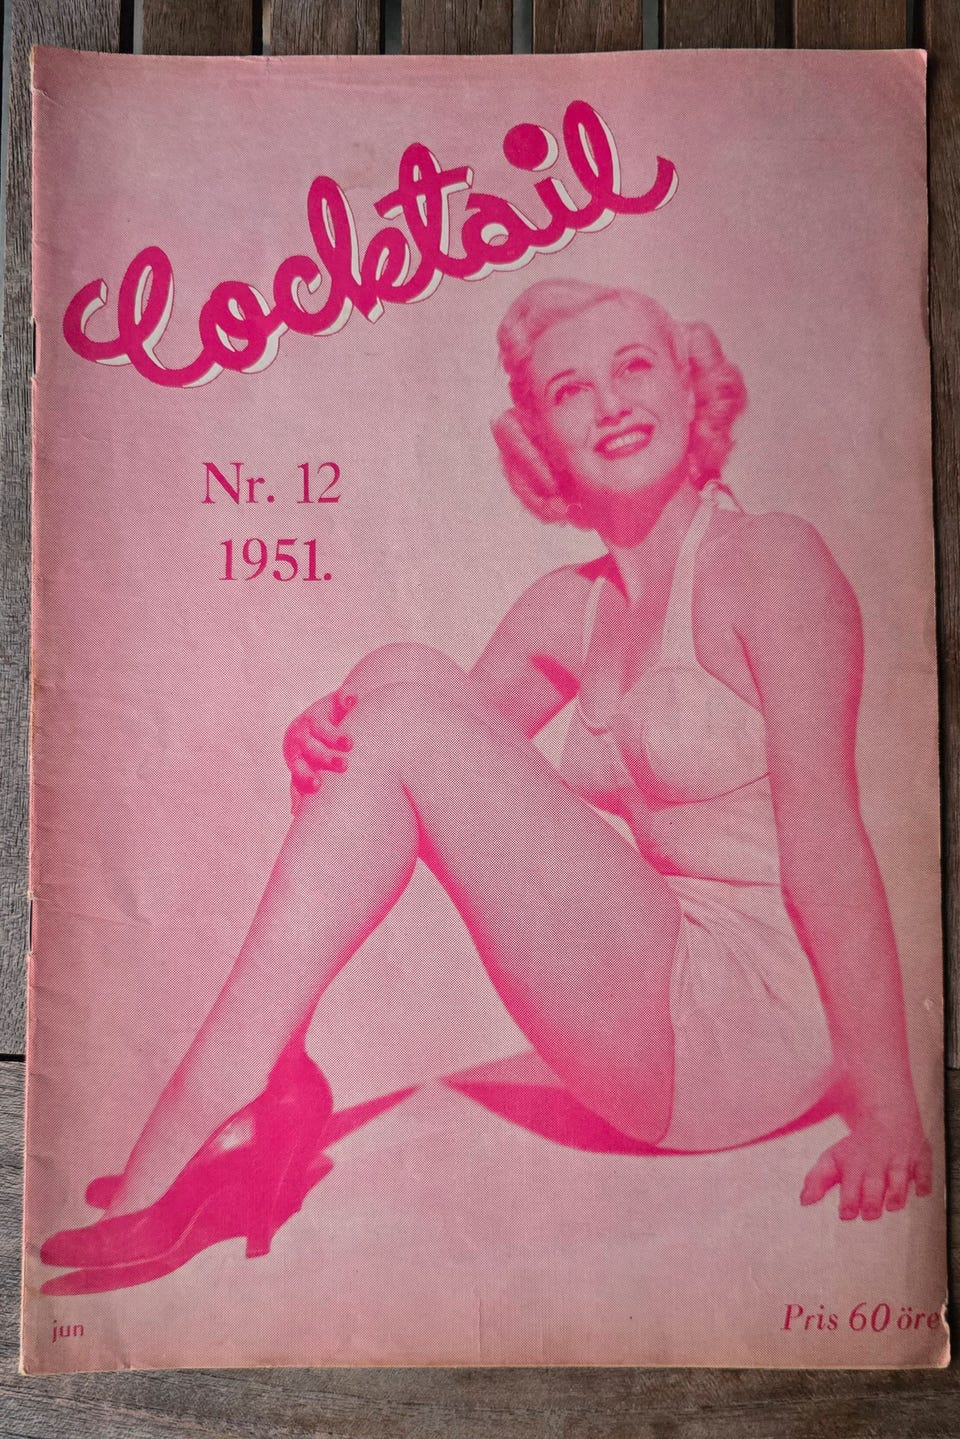 Cocktail
Nr. 12
1951.
jun
Pris 60 öre